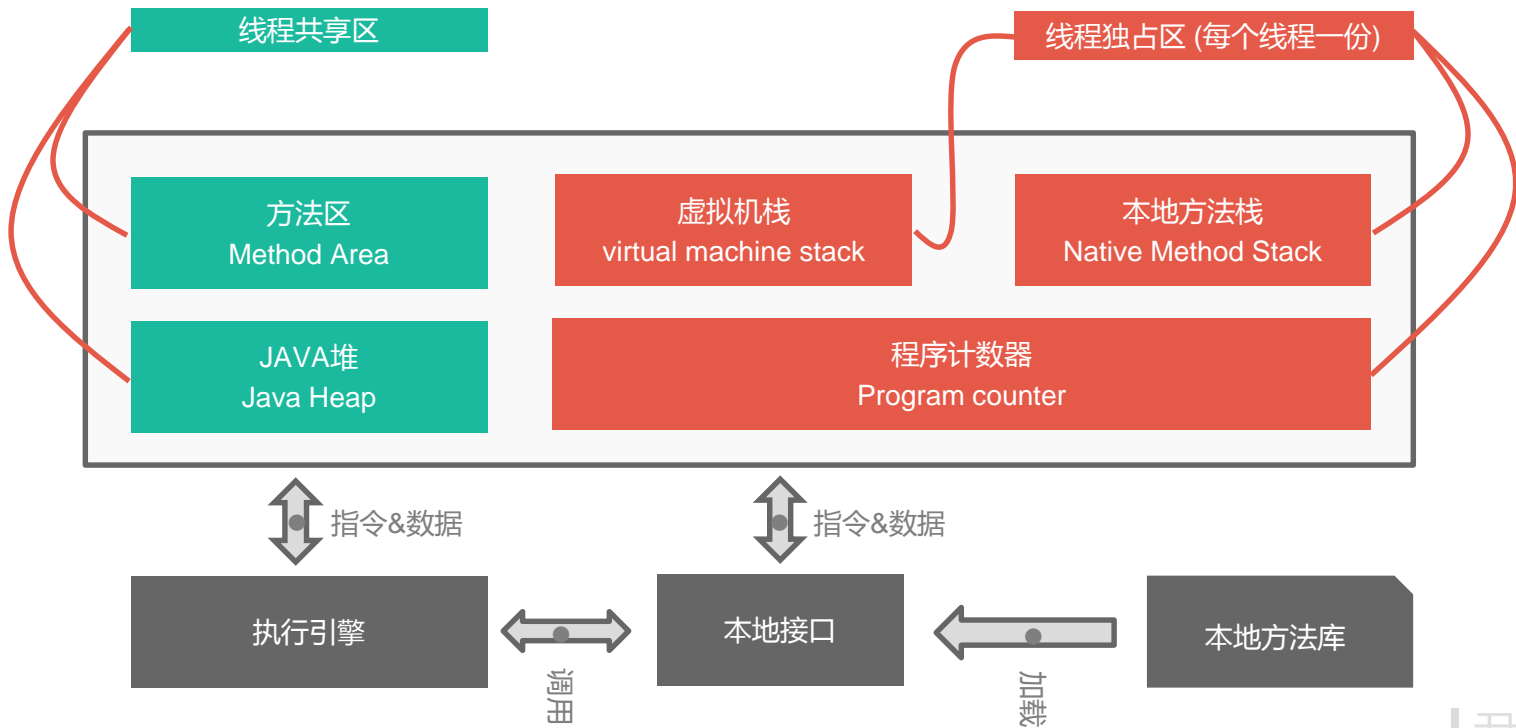 线程共享区
线程独占区 (每个线程一份)
方法区
Method Area
虚拟机栈
virtual machine stack
本地方法栈
Native Method Stack
JAVA堆
Java Heap
程序计数器
Program counter
指令&数据
指令&数据
执行引擎
调用
本地接口
加载
本地方法库